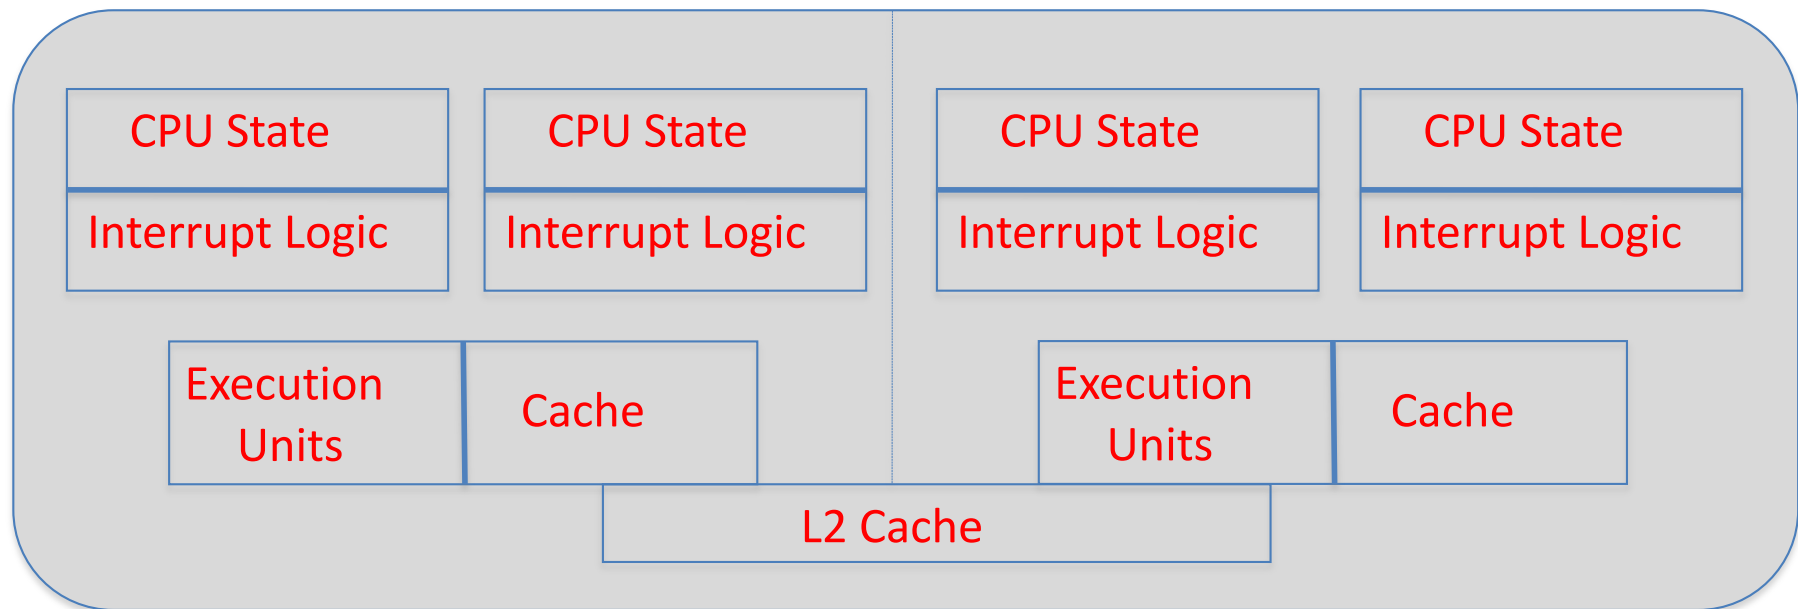 CPU State
CPU State
CPU State
CPU State
Interrupt Logic
Interrupt Logic
Interrupt Logic
Interrupt Logic
Execution
Units
Cache
Execution
Units
Cache
L2 Cache